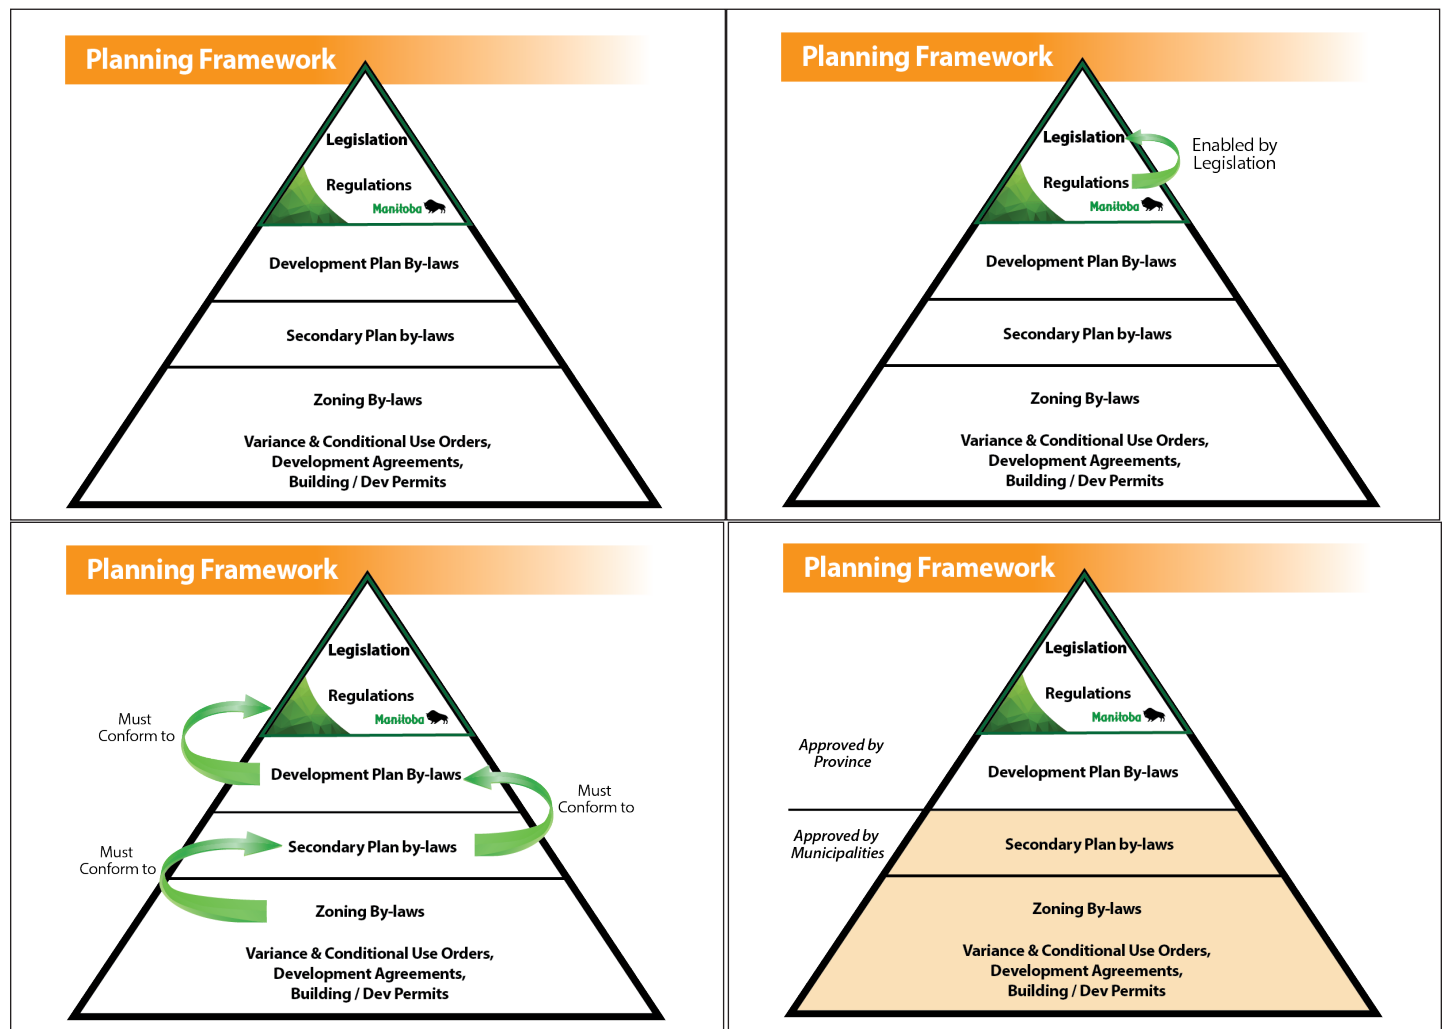 Planning Framework
Legislation
Regulations
Manitoba
Development Plan By-laws
Secondary Plan by-laws
Zoning By-laws
Variance & Conditional Use Orders,
Development Agreements,
Building / Dev Permits
Planning Framework
Legislation
Enabled by
Legislation
Regulations
Manitoba
Development Plan By-laws
Secondary Plan by-laws
Zoning By-laws
Variance & Conditional Use Orders,
Development Agreements,
Building / Dev Permits
Planning Framework
Legislation
Regulations
Manitoba
Must
Conform to
Development Plan By-laws
Must
Conform to
Secondary Plan by-laws
Must
Conform to
Zoning By-laws
Variance & Conditional Use Orders,
Development Agreements,
Building / Dev Permits
Planning Framework
Legislation
Regulations
Manitoba
Approved by
Province
Development Plan By-laws
Approved by
Municipalities
Secondary Plan by-laws
Zoning By-laws
Variance & Conditional Use Orders,
Development Agreements,
Building / Dev Permits